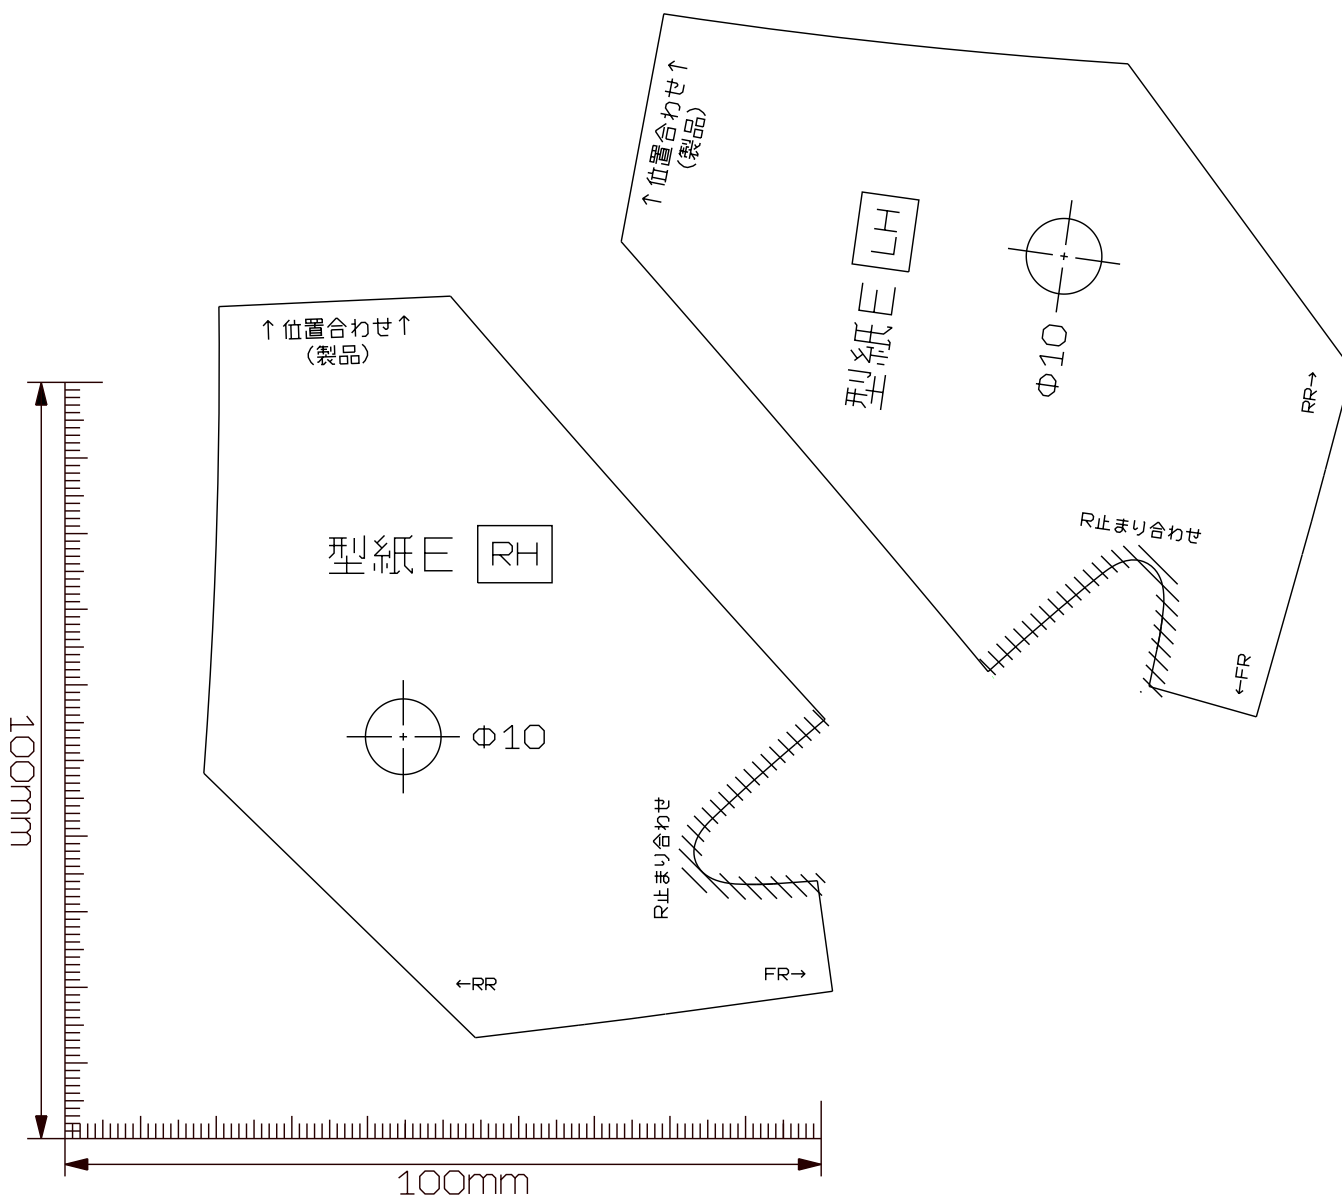 ↑位置合わせ↑
(製品)
型紙E LH
Φ10
RR→
R止まり合わせ
←FR
↑位置合わせ↑
(製品)
型紙E RH
Φ10
R止まり合わせ
←RR
FR→
100mm
100mm